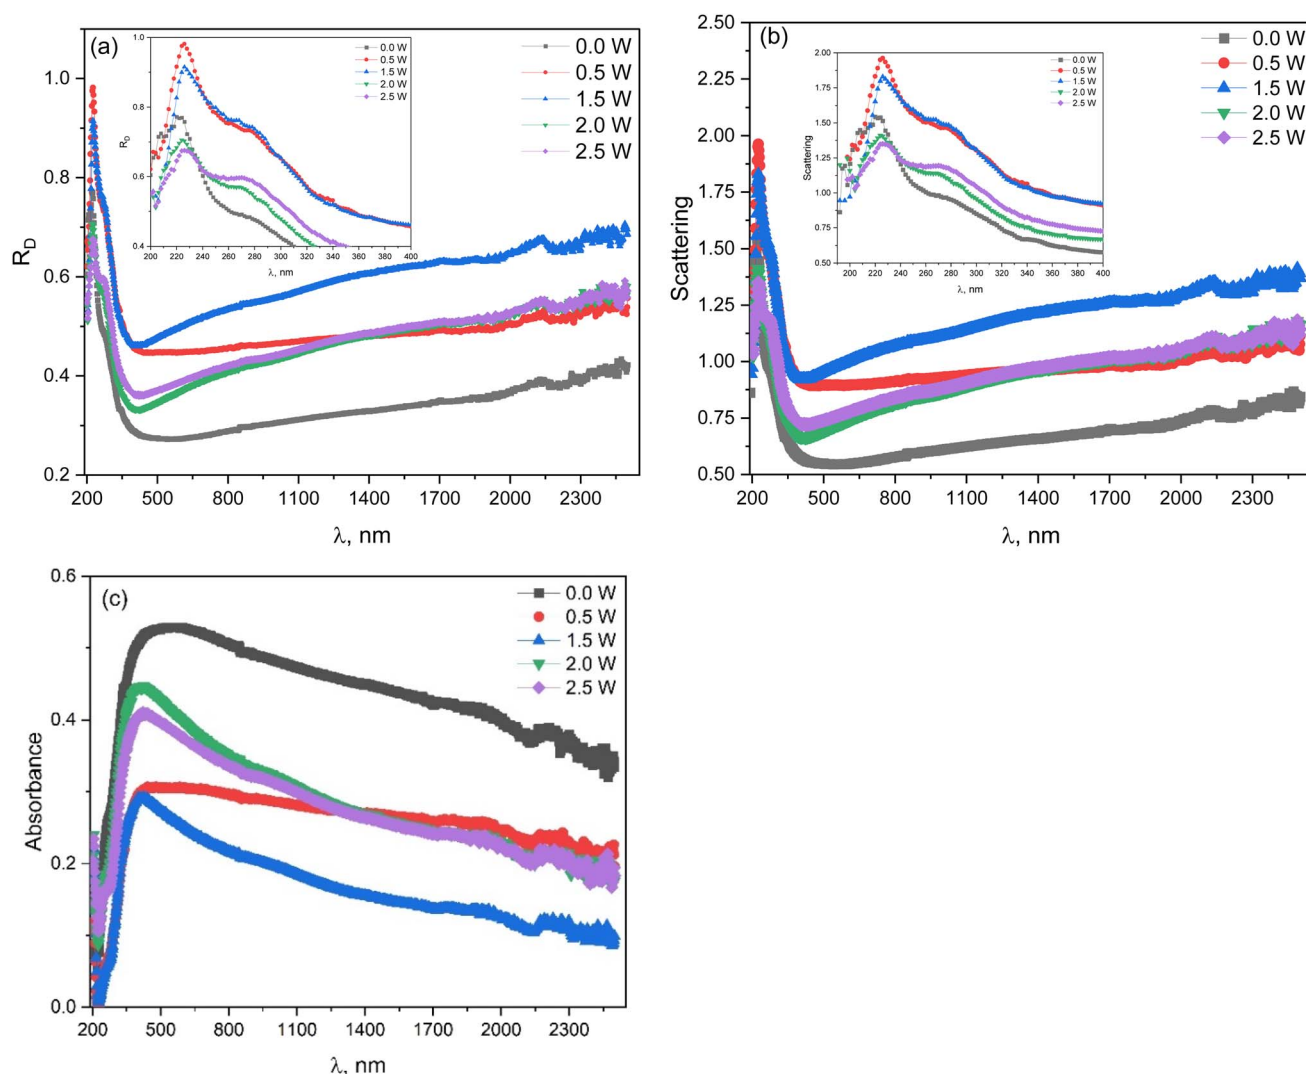 (a)
0.0 W
0.5 W
1.5 W
2.0 W
2.5 W
R_D
1.0
0.8
0.6
0.4
0.2
200 500 800 1100 1400 1700 2000 2300
λ, nm
0.0 W
0.5 W
1.5 W
2.0 W
2.5 W
R_D
1.0
0.9
0.8
0.7
0.6
0.5
0.4
200 220 240 260 280 300 320 340 360 380 400
λ, nm
(b)
0.0 W
0.5 W
1.5 W
2.0 W
2.5 W
Scattering
2.50
2.25
2.00
1.75
1.50
1.25
1.00
0.75
0.50
200 500 800 1100 1400 1700 2000 2300
λ, nm
0.0 W
0.5 W
1.5 W
2.0 W
2.5 W
Scattering
2.00
1.75
1.50
1.25
1.00
0.75
0.50
200 220 240 260 280 300 320 340 360 380 400
λ, nm
(c)
0.0 W
0.5 W
1.5 W
2.0 W
2.5 W
Absorbance
0.6
0.4
0.2
0.0
200 500 800 1100 1400 1700 2000 2300
λ, nm